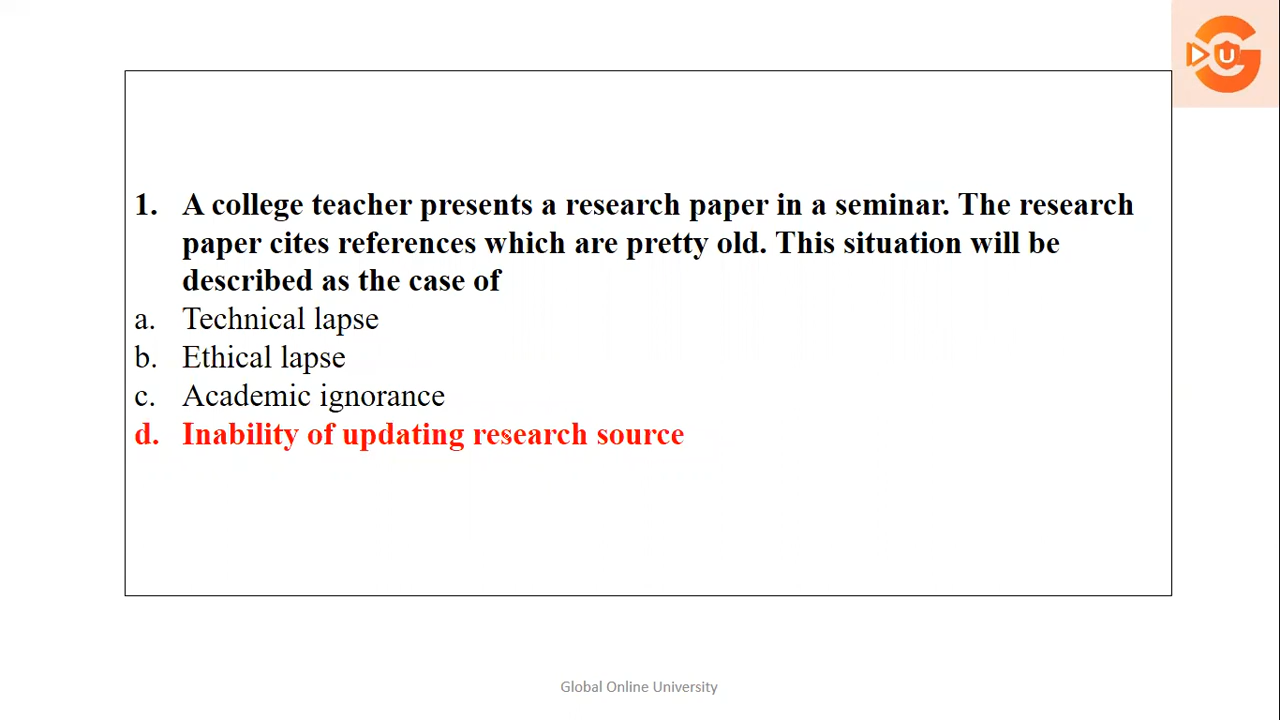 U
1. A college teacher presents a research paper in a seminar. The research
paper cites references which are pretty old. This situation will be
described as the case of
a. Technical lapse
b. Ethical lapse
c. Academic ignorance
d. Inability of updating research source
Global Online University